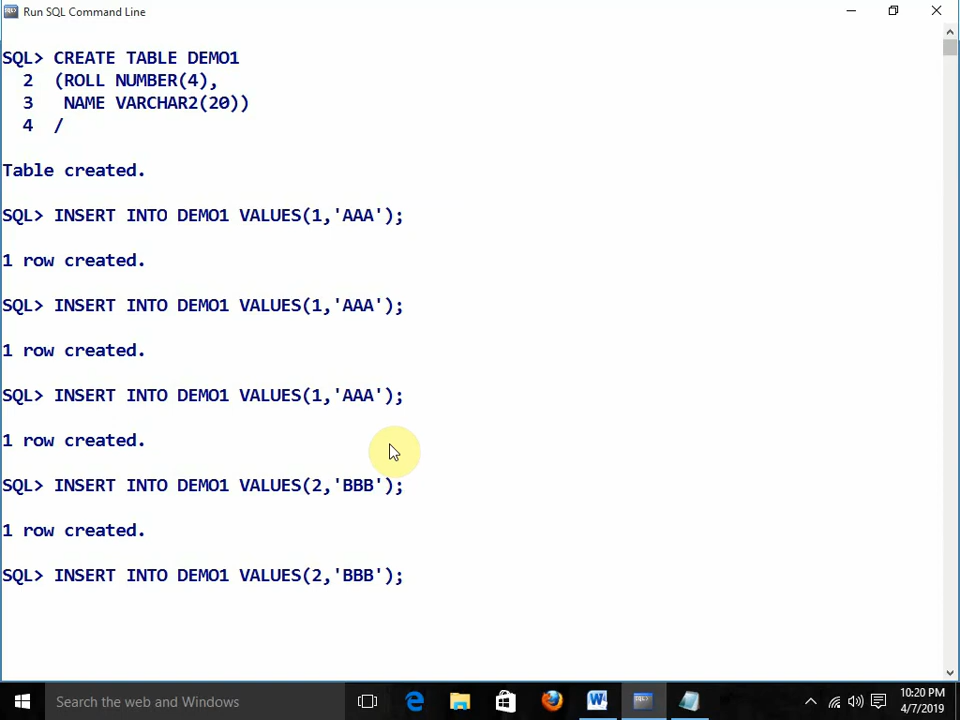 Run SQL Command Line
SQL> CREATE TABLE DEMO1
2 (ROLL NUMBER(4),
3 NAME VARCHAR2(20))
4 /
Table created.
SQL> INSERT INTO DEMO1 VALUES(1,'AAA');
1 row created.
SQL> INSERT INTO DEMO1 VALUES(1,'AAA');
1 row created.
SQL> INSERT INTO DEMO1 VALUES(1,'AAA');
1 row created.
SQL> INSERT INTO DEMO1 VALUES(2,'BBB');
1 row created.
SQL> INSERT INTO DEMO1 VALUES(2,'BBB');
Search the web and Windows
10:20 PM
4/7/2019